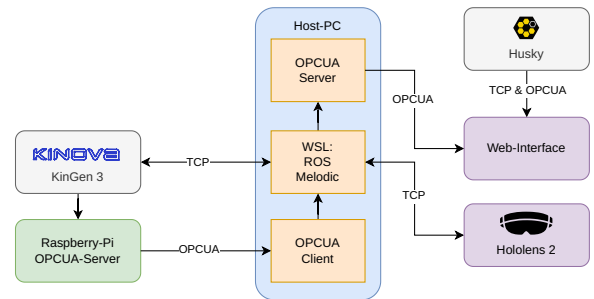 Host-PC
OPCUA
Server
Husky
OPCUA
TCP & OPCUA
KINOVA
KinGen 3
TCP
WSL:
ROS
Melodic
Web-Interface
TCP
Raspberry-Pi
OPCUA-Server
OPCUA
OPCUA
Client
Hololens 2